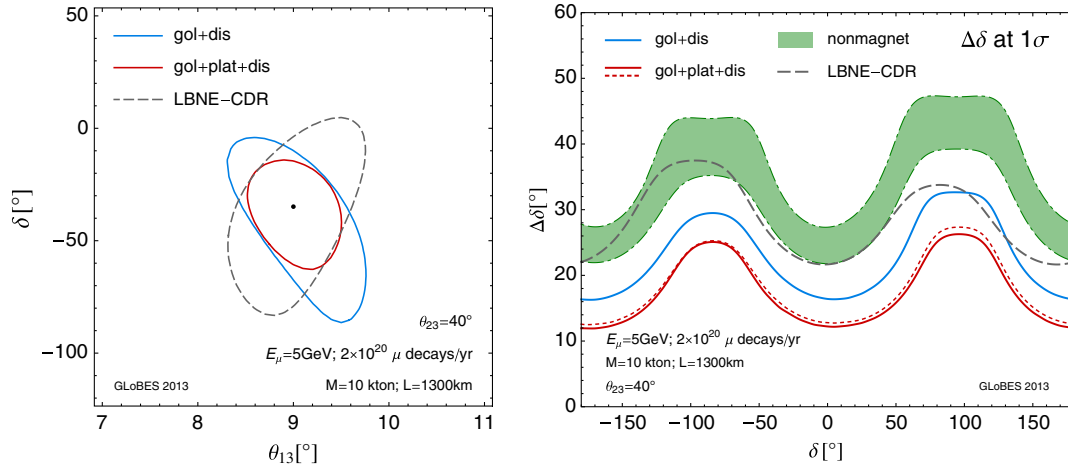 50
0
−50
−100
δ[°]
gol+dis
gol+plat+dis
LBNE−CDR
θ23=40°
Eμ=5GeV; 2×10^20 μ decays/yr
GLoBES 2013
M=10 kton; L=1300km
7
8
9
10
11
θ13[°]
60
50
40
30
20
10
0
Δδ[°]
gol+dis
nonmagnet
Δδ at 1σ
gol+plat+dis
LBNE−CDR
Eμ=5GeV; 2×10^20 μ decays/yr
M=10 kton; L=1300km
θ23=40°
GLoBES 2013
−150
−100
−50
0
50
100
150
δ[°]